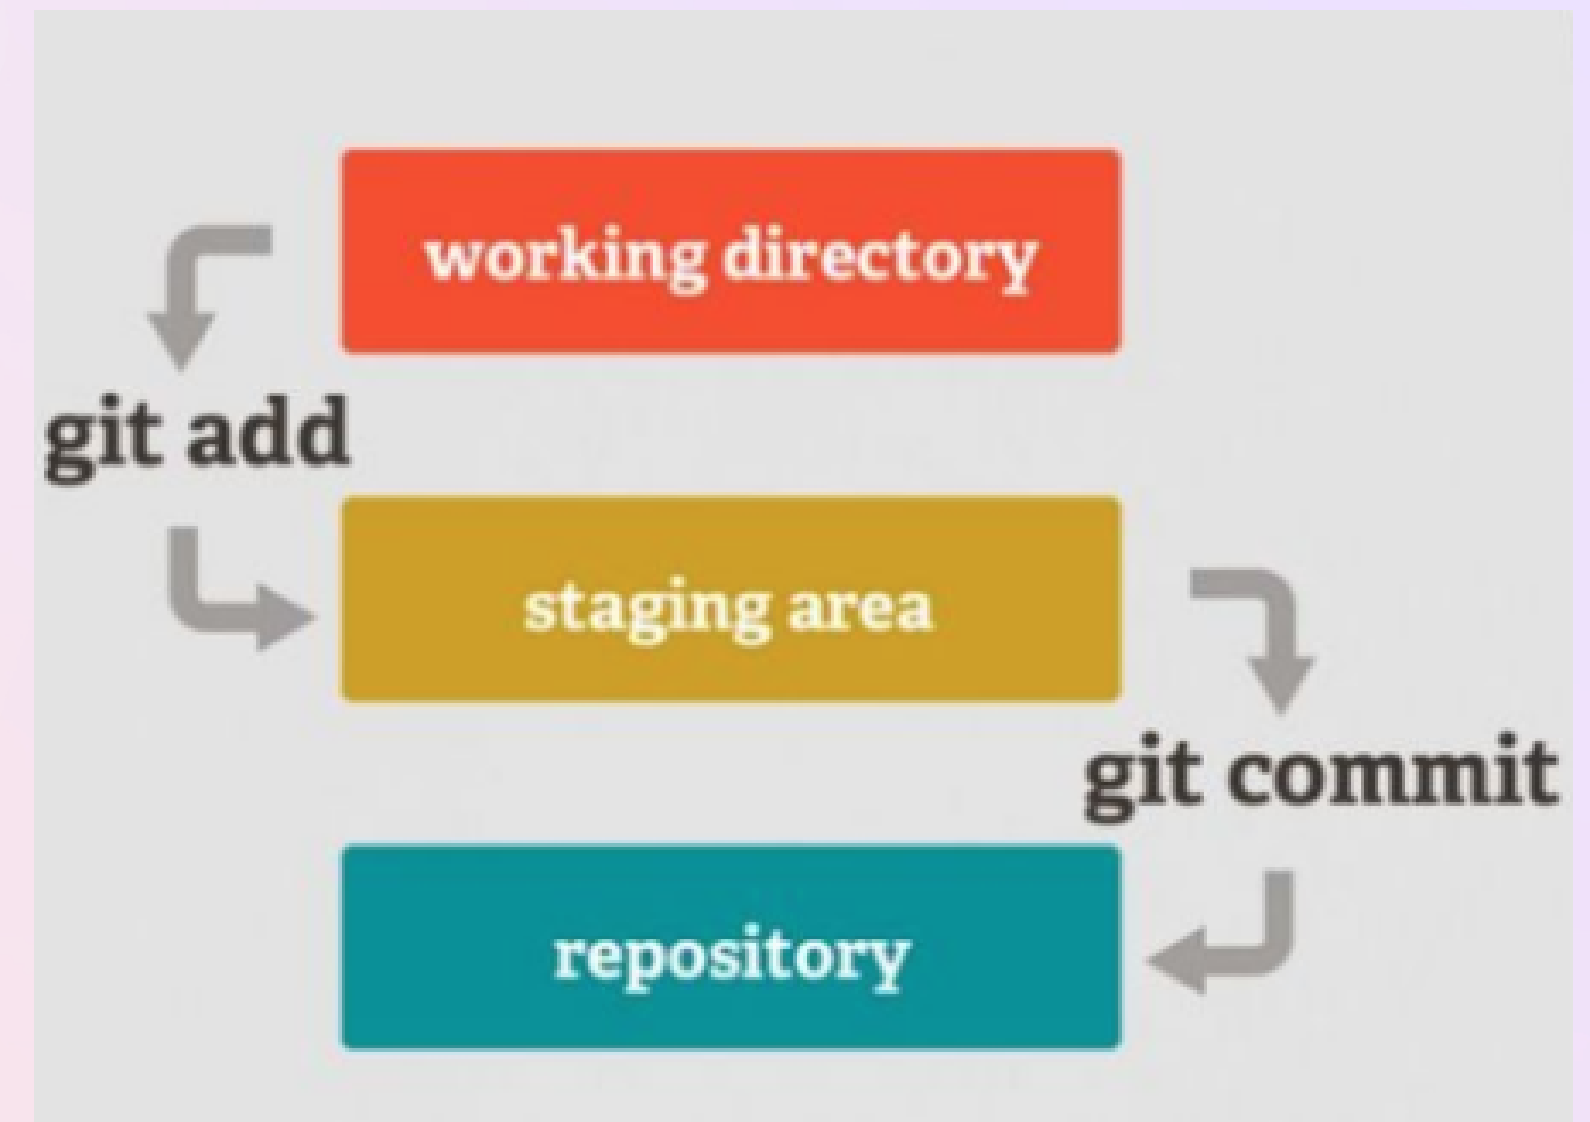 working directory
git add
staging area
git commit
repository